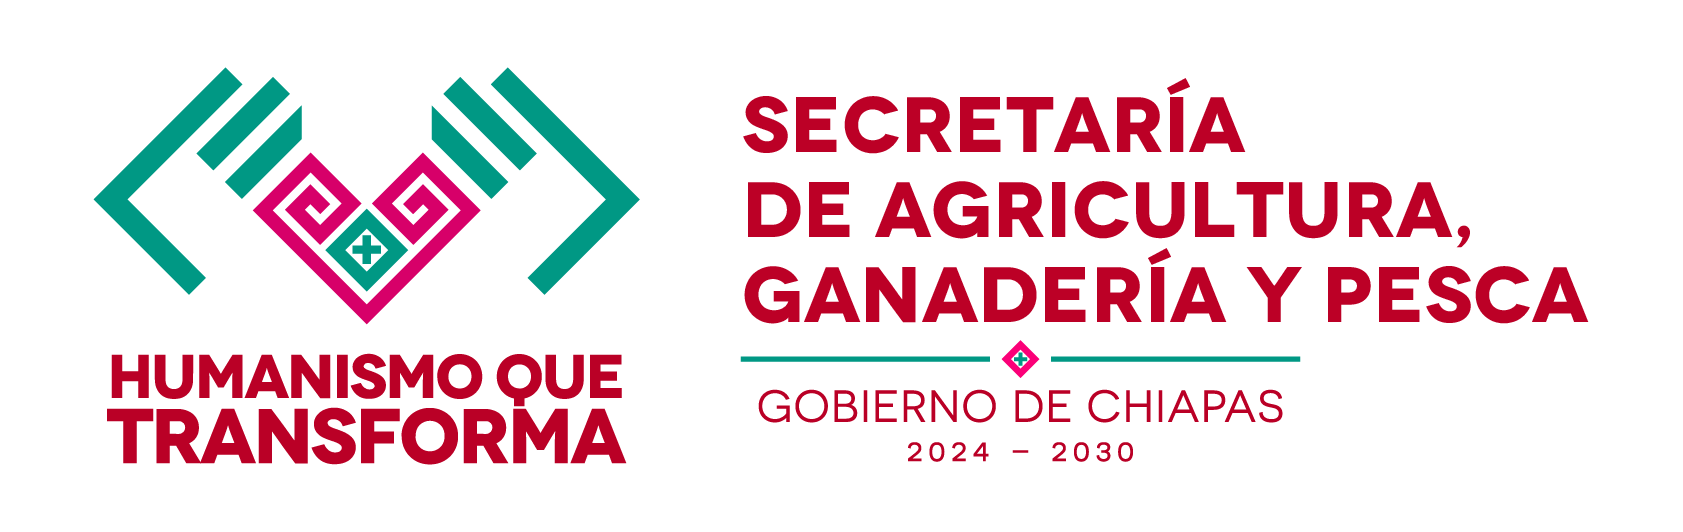 HUMANISMO QUE
TRANSFORMA
SECRETARÍA
DE AGRICULTURA,
GANADERÍA Y PESCA
GOBIERNO DE CHIAPAS
2024 – 2030